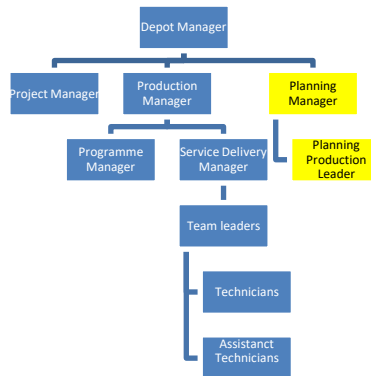 Depot Manager
Project Manager
Production
Manager
Planning
Manager
Programme
Manager
Service Delivery
Manager
Planning
Production
Leader
Team leaders
Technicians
Assistanct
Technicians